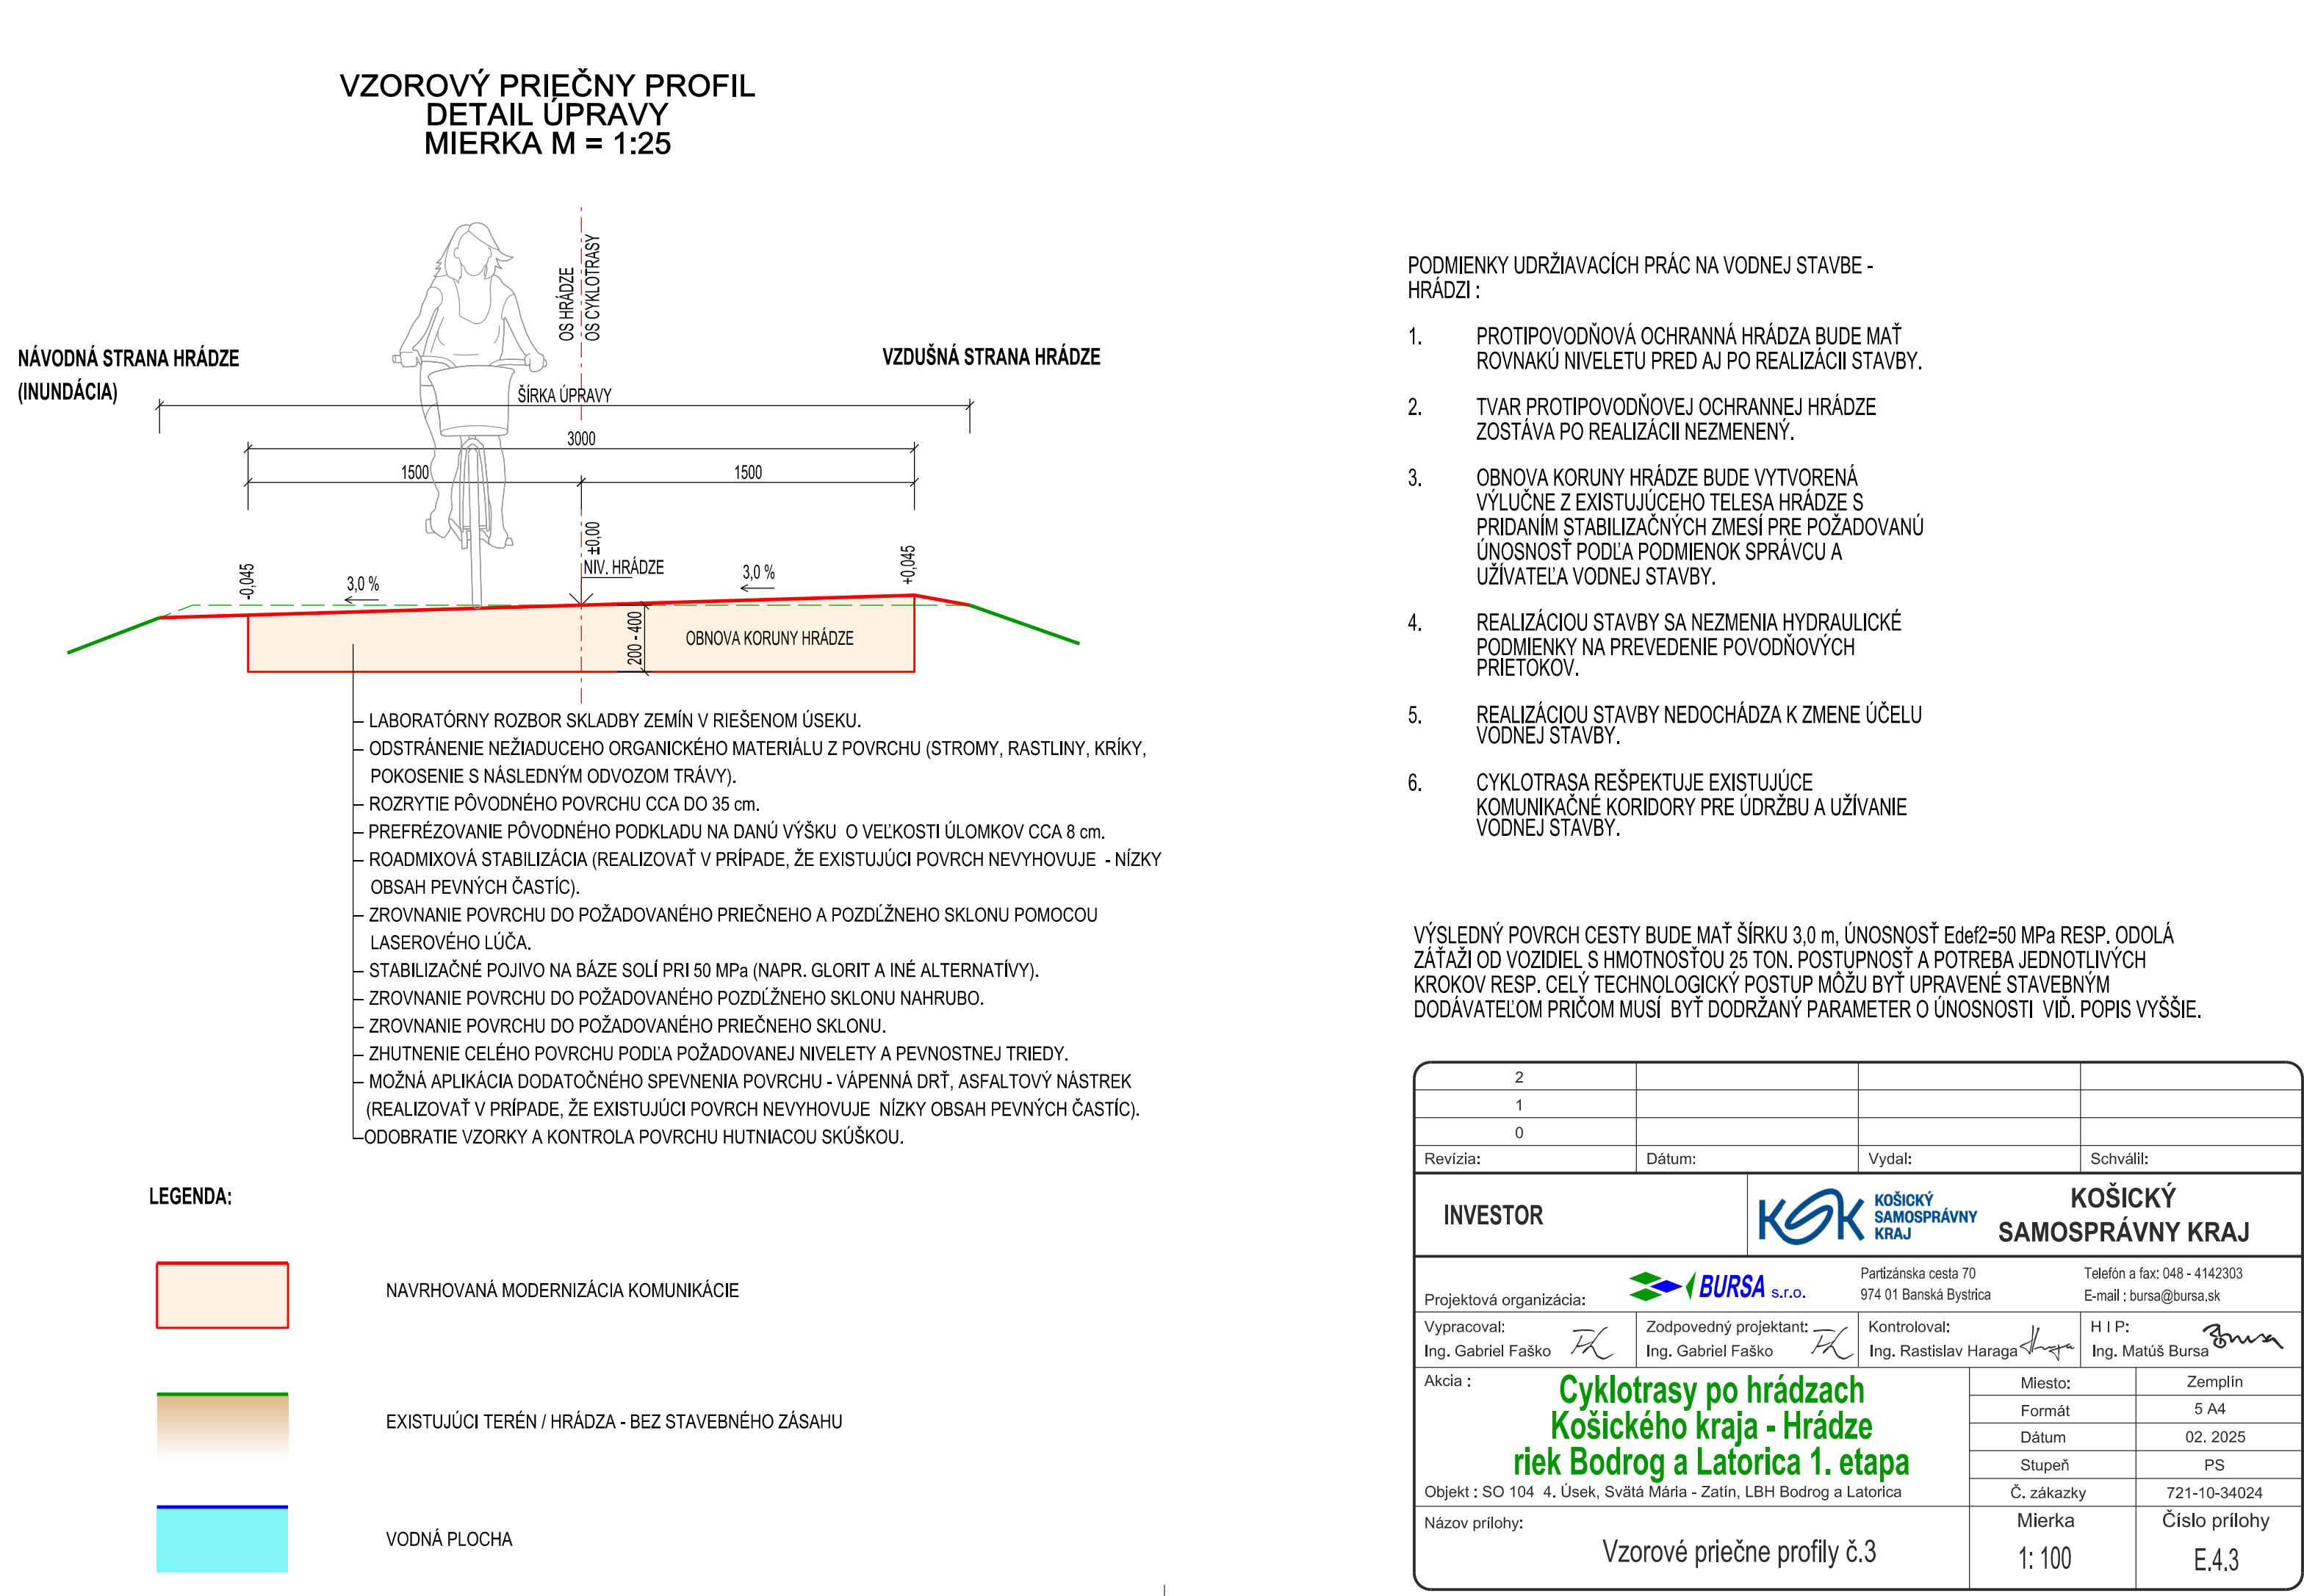 VZOROVÝ PRIEČNY PROFIL
DETAIL ÚPRAVY
MIERKA M = 1:25
OS HRÁDZE
OS CYKLOTRASY
NÁVODNÁ STRANA HRÁDZE
(INUNDÁCIA)
VZDUŠNÁ STRANA HRÁDZE
ŠÍRKA ÚPRAVY
3000
1500
1500
±0,00
NIV. HRÁDZE
-0,045
3,0 %
3,0 %
+0,045
200 - 400
OBNOVA KORUNY HRÁDZE
LABORATÓRNY ROZBOR SKLADBY ZEMÍN V RIEŠENOM ÚSEKU.
ODSTRÁNENIE NEŽIADUCEHO ORGANICKÉHO MATERIÁLU Z POVRCHU (STROMY, RASTLINY, KRÍKY,
POKOSENIE S NÁSLEDNÝM ODVOZOM TRÁVY).
ROZRYTIE PÔVODNÉHO POVRCHU CCA DO 35 cm.
PREFRÉZOVANIE PÔVODNÉHO PODKLADU NA DANÚ VÝŠKU O VEĽKOSTI ÚLOMKOV CCA 8 cm.
ROADMIXOVÁ STABILIZÁCIA (REALIZOVAŤ V PRÍPADE, ŽE EXISTUJÚCI POVRCH NEVYHOVUJE - NÍZKY
OBSAH PEVNÝCH ČASTÍC).
ZROVNANIE POVRCHU DO POŽADOVANÉHO PRIEČNEHO A POZDĹŽNEHO SKLONU POMOCOU
LASEROVÉHO LÚČA.
STABILIZAČNÉ POJIVO NA BÁZE SOLÍ PRI 50 MPa (NAPR. GLORIT A INÉ ALTERNATÍVY).
ZROVNANIE POVRCHU DO POŽADOVANÉHO POZDĹŽNEHO SKLONU NAHRUBO.
ZROVNANIE POVRCHU DO POŽADOVANÉHO PRIEČNEHO SKLONU.
ZHUTNENIE CELÉHO POVRCHU PODĽA POŽADOVANEJ NIVELETY A PEVNOSTNEJ TRIEDY.
MOŽNÁ APLIKÁCIA DODATOČNÉHO SPEVNENIA POVRCHU - VÁPENNÁ DRŤ, ASFALTOVÝ NÁSTREK
(REALIZOVAŤ V PRÍPADE, ŽE EXISTUJÚCI POVRCH NEVYHOVUJE NÍZKY OBSAH PEVNÝCH ČASTÍC).
ODOBRATIE VZORKY A KONTROLA POVRCHU HUTNIACOU SKÚŠKOU.
LEGENDA:
NAVRHOVANÁ MODERNIZÁCIA KOMUNIKÁCIE
EXISTUJÚCI TERÉN / HRÁDZA - BEZ STAVEBNÉHO ZÁSAHU
VODNÁ PLOCHA
PODMIENKY UDRŽIAVACÍCH PRÁC NA VODNEJ STAVBE -
HRÁDZI :
1. PROTIPOVODŇOVÁ OCHRANNÁ HRÁDZA BUDE MAŤ
ROVNAKÚ NIVELETU PRED AJ PO REALIZÁCII STAVBY.
2. TVAR PROTIPOVODŇOVEJ OCHRANNEJ HRÁDZE
ZOSTÁVA PO REALIZÁCII NEZMENENÝ.
3. OBNOVA KORUNY HRÁDZE BUDE VYTVORENÁ
VÝLUČNE Z EXISTUJÚCEHO TELESA HRÁDZE S
PRIDANÍM STABILIZAČNÝCH ZMESÍ PRE POŽADOVANÚ
ÚNOSNOSŤ PODĽA PODMIENOK SPRÁVCU A
UŽÍVATEĽA VODNEJ STAVBY.
4. REALIZÁCIOU STAVBY SA NEZMENIA HYDRAULICKÉ
PODMIENKY NA PREVEDENIE POVODŇOVÝCH
PRIETOKOV.
5. REALIZÁCIOU STAVBY NEDOCHÁDZA K ZMENE ÚČELU
VODNEJ STAVBY.
6. CYKLOTRASA REŠPEKTUJE EXISTUJÚCE
KOMUNIKAČNÉ KORIDORY PRE ÚDRŽBU A UŽÍVANIE
VODNEJ STAVBY.
VÝSLEDNÝ POVRCH CESTY BUDE MAŤ ŠÍRKU 3,0 m, ÚNOSNOSŤ Edef2=50 MPa RESP. ODOLÁ
ZÁŤAŽI OD VOZIDIEL S HMOTNOSŤOU 25 TON. POSTUPNOSŤ A POTREBA JEDNOTLIVÝCH
KROKOV RESP. CELÝ TECHNOLOGICKÝ POSTUP MÔŽU BYŤ UPRAVENÉ STAVEBNÝM
DODÁVATEĽOM PRIČOM MUSÍ BYŤ DODRŽANÝ PARAMETER O ÚNOSNOSTI VIĎ. POPIS VYŠŠIE.
2
1
0
Revízia: Dátum: Vydal: Schválil:
INVESTOR
KSK KOŠICKÝ
SAMOSPRÁVNY
KRAJ
KOŠICKÝ
SAMOSPRÁVNY KRAJ
Projektová organizácia:
BURSA s.r.o.
Partizánska cesta 70
974 01 Banská Bystrica
Telefón a fax: 048 - 4142303
E-mail : bursa@bursa.sk
Vypracoval:
Ing. Gabriel Faško
Zodpovedný projektant:
Ing. Gabriel Faško
Kontroloval:
Ing. Rastislav Haraga
H I P:
Ing. Matúš Bursa
Akcia :
Cyklotrasy po hrádzach
Košického kraja - Hrádze
riek Bodrog a Latorica 1. etapa
Objekt : SO 104 4. Úsek, Svätá Mária - Zatín, LBH Bodrog a Latorica
Miesto: Zemplín
Formát 5 A4
Dátum 02. 2025
Stupeň PS
Č. zákazky 721-10-34024
Názov prílohy:
Vzorové priečne profily č.3
Mierka
1: 100
Číslo prílohy
E.4.3